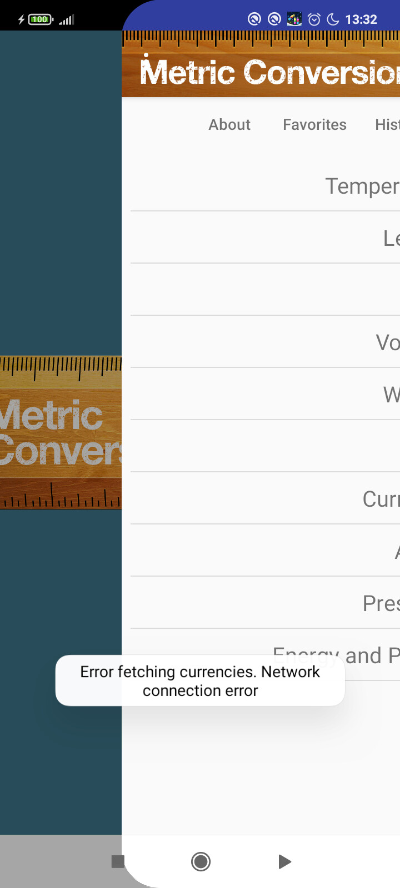 100
13:32
Metric Conversion
About Favorites Hist
Temper
Le
Vo
W
Curr
A
Pres
Metric
Convers
Energy and P
Error fetching currencies. Network
connection error